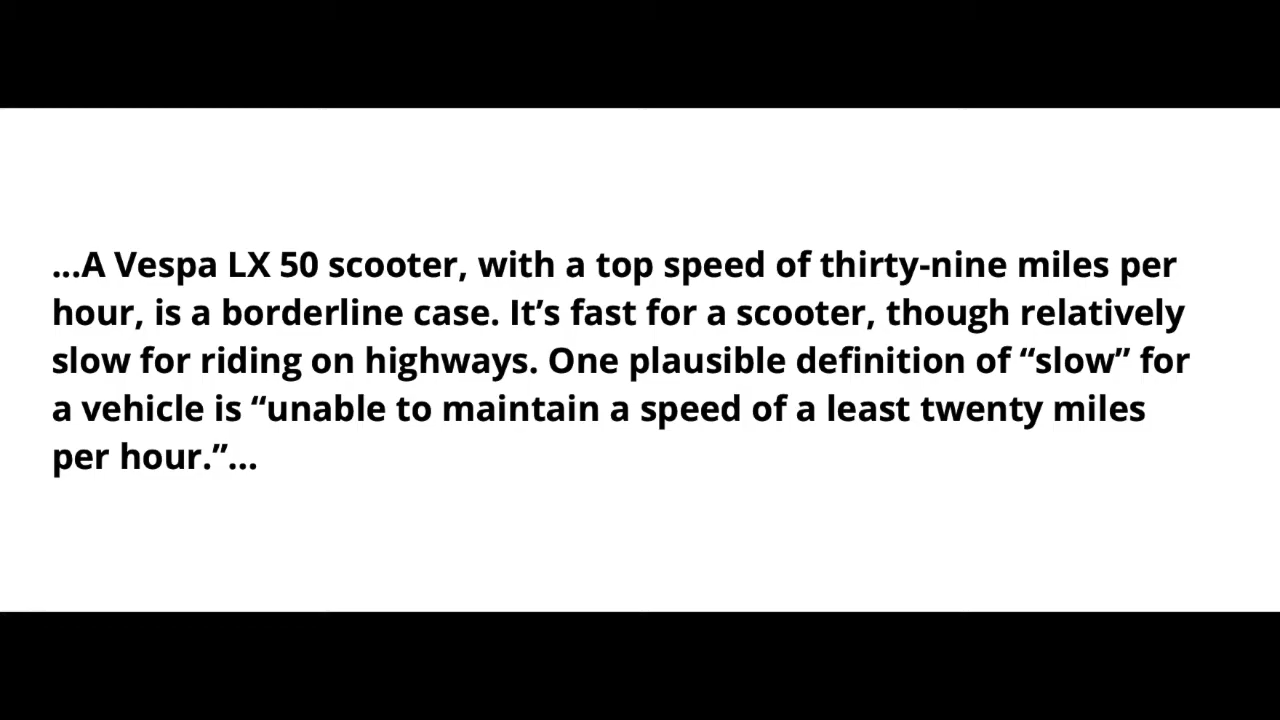 ...A Vespa LX 50 scooter, with a top speed of thirty-nine miles per
hour, is a borderline case. It’s fast for a scooter, though relatively
slow for riding on highways. One plausible definition of “slow” for
a vehicle is “unable to maintain a speed of a least twenty miles
per hour.”...